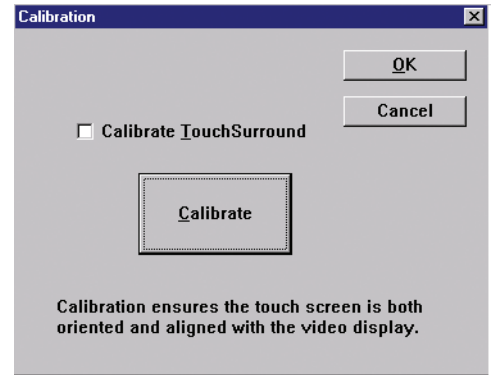 Calibration
OK
Cancel
Calibrate TouchSurround
Calibrate
Calibration ensures the touch screen is both
oriented and aligned with the video display.